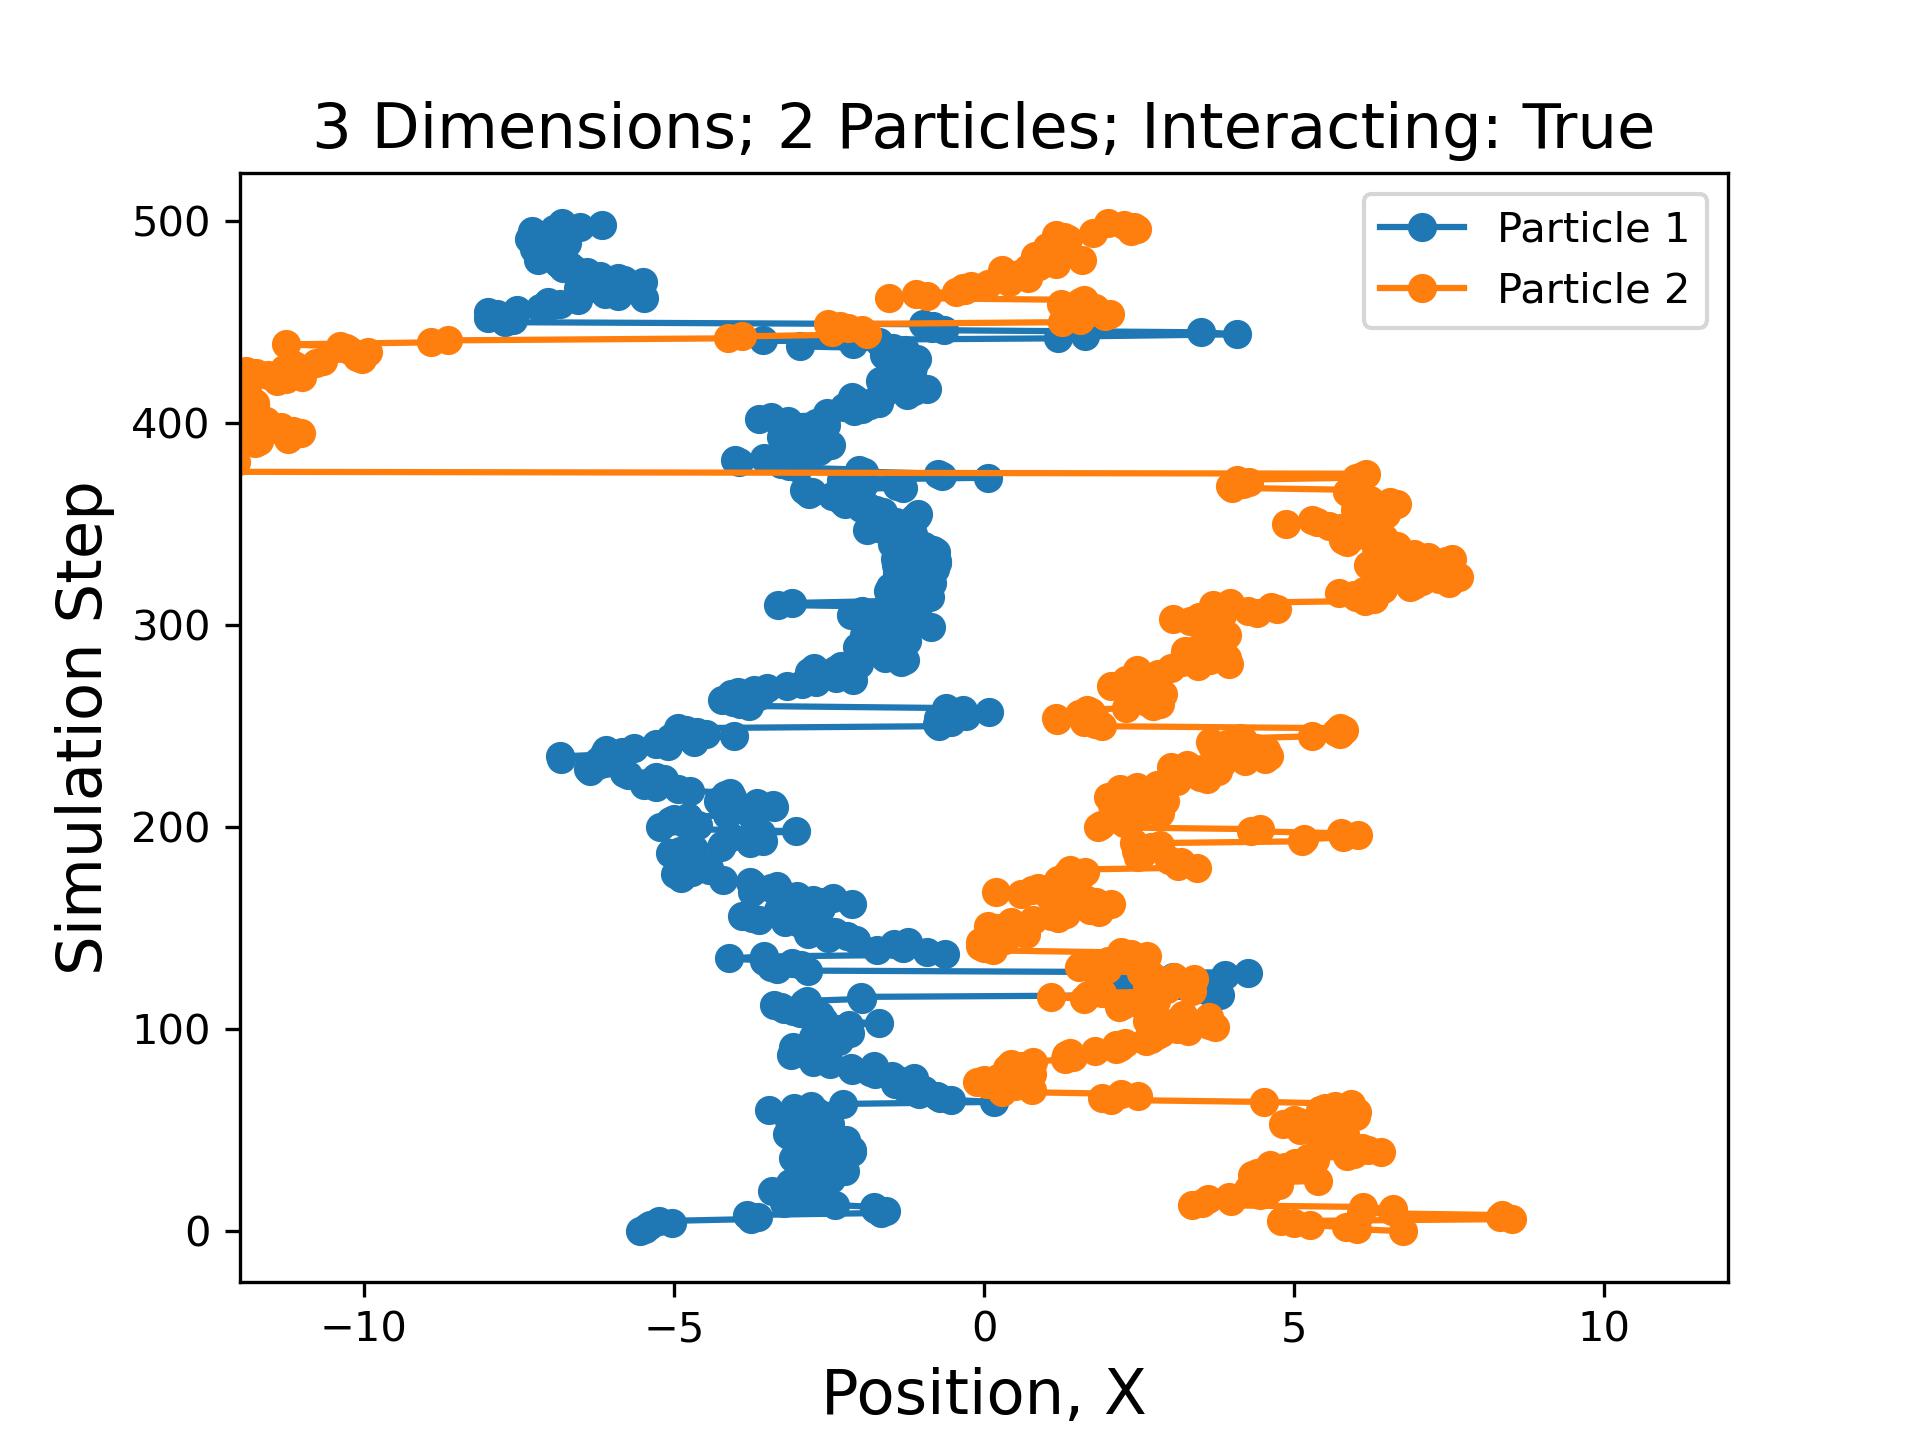 3 Dimensions; 2 Particles; Interacting: True
Particle 1
Particle 2
Simulation Step
500
400
300
200
100
0
−10
−5
0
5
10
Position, X